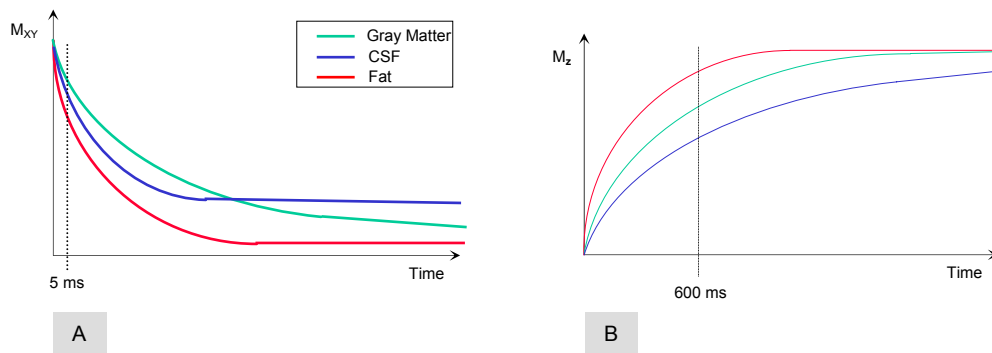 M_XY
Gray Matter
CSF
Fat
Time
5 ms
A
M_z
Time
600 ms
B